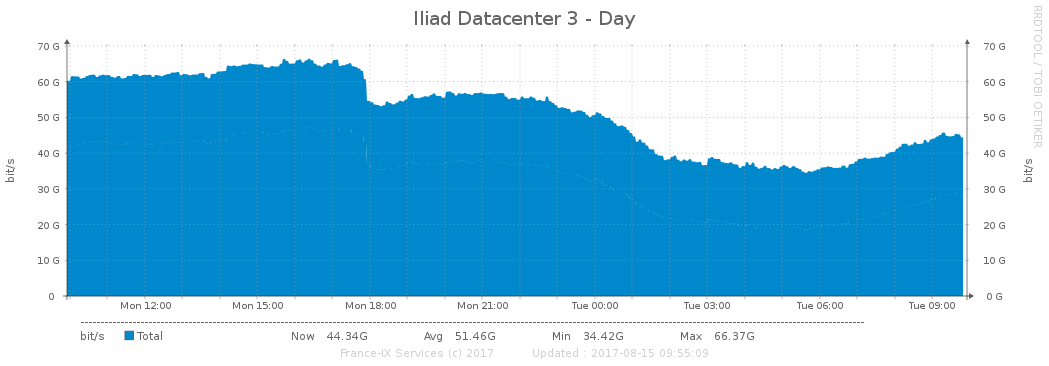 Iliad Datacenter 3 - Day
RRDTOOL / TOBI OETIKER
bit/s
70 G 70 G
60 G 60 G
50 G 50 G
40 G 40 G
30 G 30 G
20 G 20 G
10 G 10 G
0 0 G
bit/s
Mon 12:00 Mon 15:00 Mon 18:00 Mon 21:00 Tue 00:00 Tue 03:00 Tue 06:00 Tue 09:00
bit/s Total Now 44.34G Avg 51.46G Min 34.42G Max 66.37G
France-IX Services (c) 2017 Updated : 2017-08-15 09:55:09